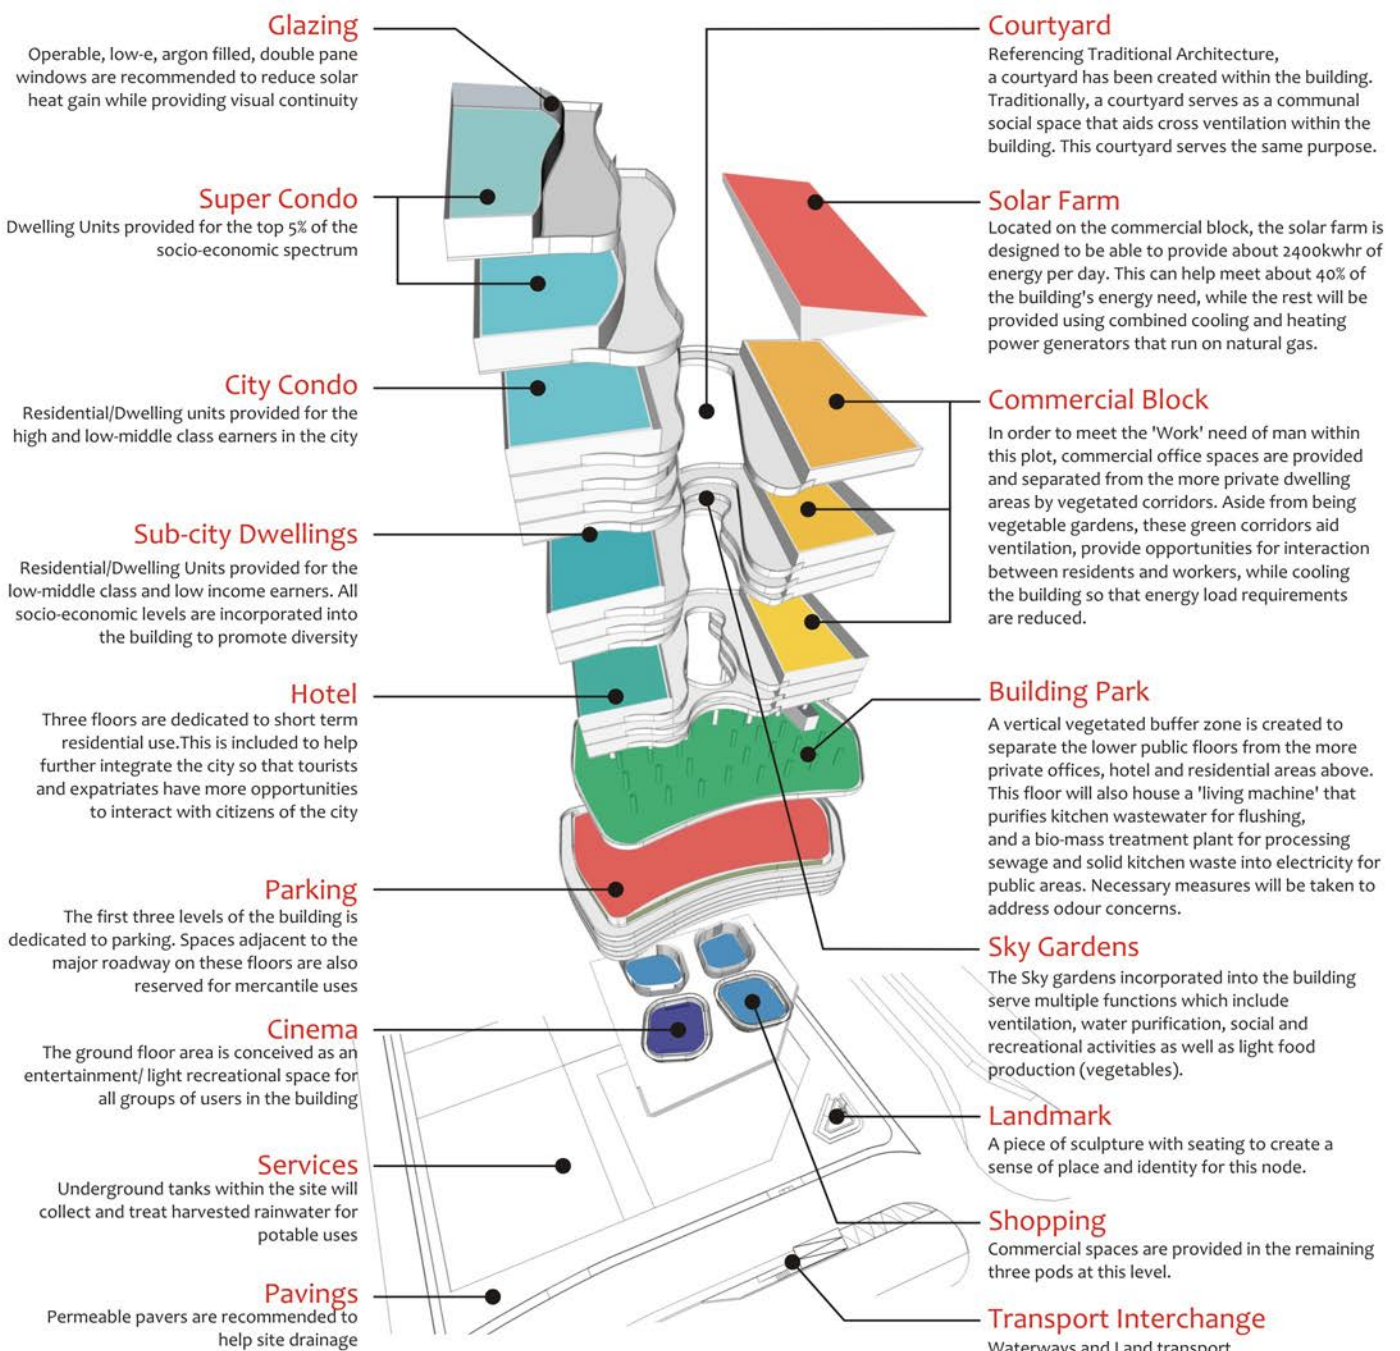 Glazing
Operable, low-e, argon filled, double pane
windows are recommended to reduce solar
heat gain while providing visual continuity
Super Condo
Dwelling Units provided for the top 5% of the
socio-economic spectrum
City Condo
Residential/Dwelling units provided for the
high and low-middle class earners in the city
Sub-city Dwellings
Residential/Dwelling Units provided for the
low-middle class and low income earners. All
socio-economic levels are incorporated into
the building to promote diversity
Hotel
Three floors are dedicated to short term
residential use.This is included to help
further integrate the city so that tourists
and expatriates have more opportunities
to interact with citizens of the city
Parking
The first three levels of the building is
dedicated to parking. Spaces adjacent to the
major roadway on these floors are also
reserved for mercantile uses
Cinema
The ground floor area is conceived as an
entertainment/ light recreational space for
all groups of users in the building
Services
Underground tanks within the site will
collect and treat harvested rainwater for
potable uses
Pavings
Permeable pavers are recommended to
help site drainage
Courtyard
Referencing Traditional Architecture,
a courtyard has been created within the building.
Traditionally, a courtyard serves as a communal
social space that aids cross ventilation within the
building. This courtyard serves the same purpose.
Solar Farm
Located on the commercial block, the solar farm is
designed to be able to provide about 2400kwhr of
energy per day. This can help meet about 40% of
the building's energy need, while the rest will be
provided using combined cooling and heating
power generators that run on natural gas.
Commercial Block
In order to meet the 'Work' need of man within
this plot, commercial office spaces are provided
and separated from the more private dwelling
areas by vegetated corridors. Aside from being
vegetable gardens, these green corridors aid
ventilation, provide opportunities for interaction
between residents and workers, while cooling
the building so that energy load requirements
are reduced.
Building Park
A vertical vegetated buffer zone is created to
separate the lower public floors from the more
private offices, hotel and residential areas above.
This floor will also house a 'living machine' that
purifies kitchen wastewater for flushing,
and a bio-mass treatment plant for processing
sewage and solid kitchen waste into electricity for
public areas. Necessary measures will be taken to
address odour concerns.
Sky Gardens
The Sky gardens incorporated into the building
serve multiple functions which include
ventilation, water purification, social and
recreational activities as well as light food
production (vegetables).
Landmark
A piece of sculpture with seating to create a
sense of place and identity for this node.
Shopping
Commercial spaces are provided in the remaining
three pods at this level.
Transport Interchange
Waterways and Land transport